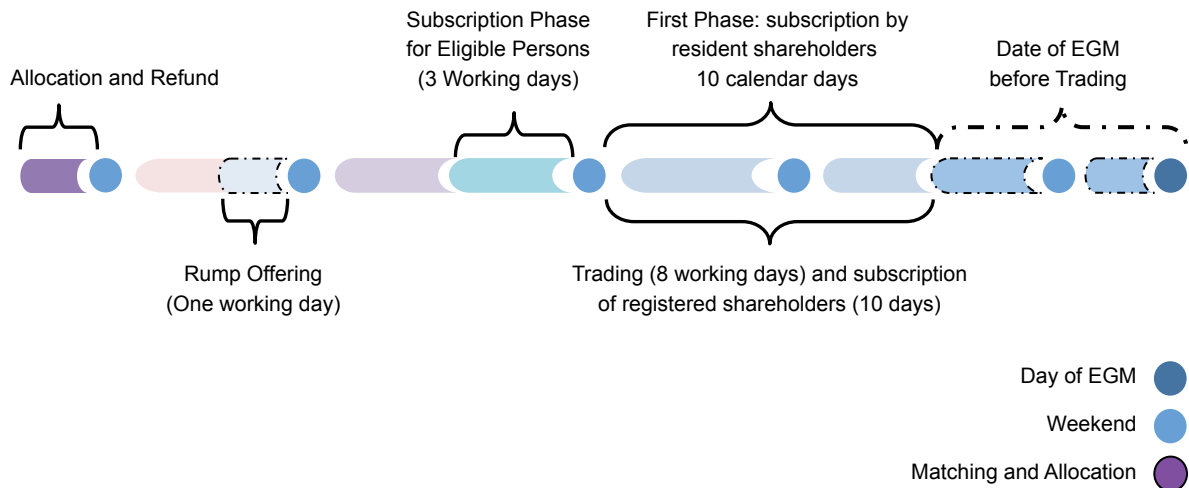 Allocation and Refund
Subscription Phase
for Eligible Persons
(3 Working days)
First Phase: subscription by
resident shareholders
10 calendar days
Date of EGM
before Trading
Rump Offering
(One working day)
Trading (8 working days) and subscription
of registered shareholders (10 days)
Day of EGM
Weekend
Matching and Allocation